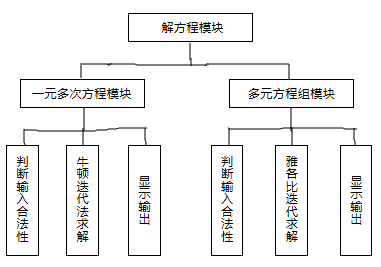 解方程模块
一元多次方程模块
多元方程组模块
判断输入合法性
牛顿迭代法求解
显示输出
判断输入合法性
雅各比迭代求解
显示输出